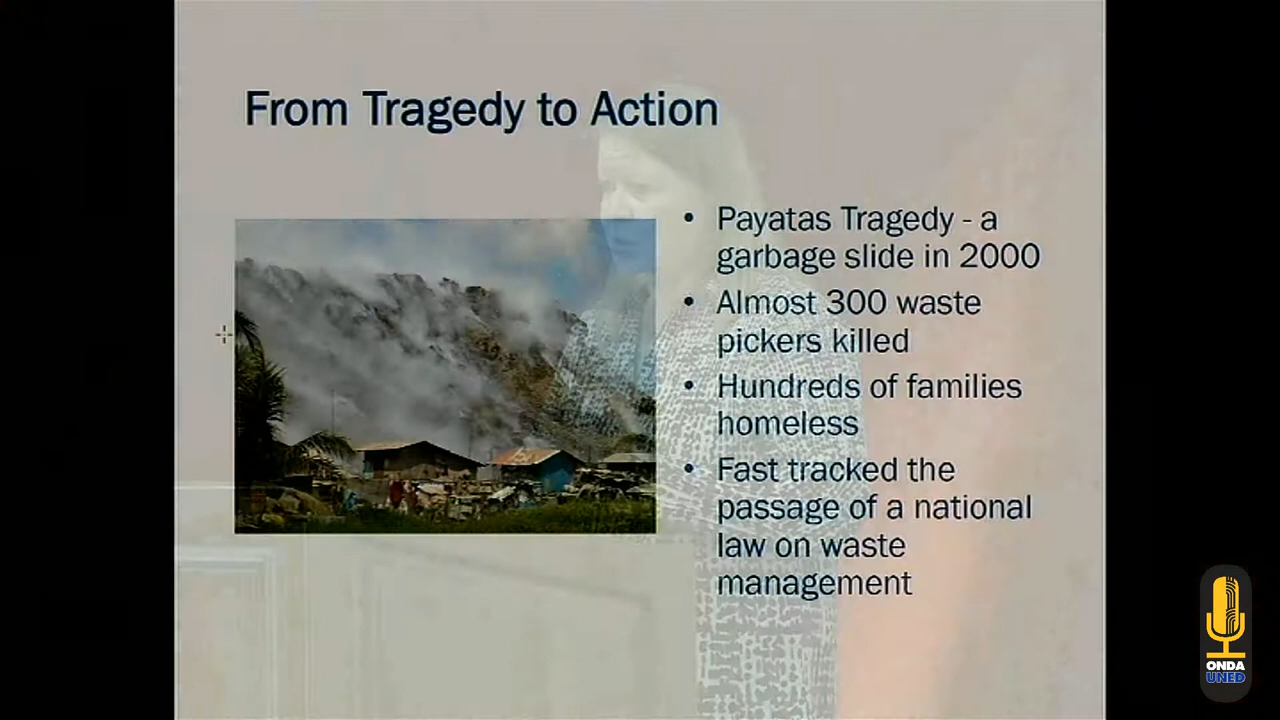 From Tragedy to Action
• Payatas Tragedy - a
garbage slide in 2000
• Almost 300 waste
pickers killed
• Hundreds of families
homeless
• Fast tracked the
passage of a national
law on waste
management
ONDA
UNED